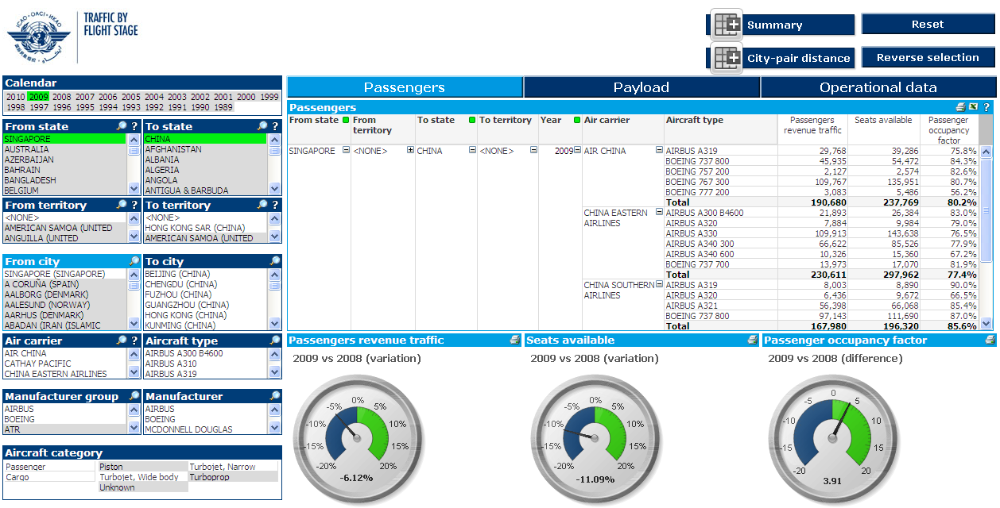 ICAO · OACI · ИКАО
TRAFFIC BY
FLIGHT STAGE
Summary
Reset
City-pair distance
Reverse selection
Calendar
2010 2009 2008 2007 2006 2005 2004 2003 2002 2001 2000 1999
1998 1997 1996 1995 1994 1993 1992 1991 1990 1989
From state ?
SINGAPORE
AUSTRALIA
AZERBAIJAN
BAHRAIN
BANGLADESH
BELGIUM
To state ?
CHINA
AFGHANISTAN
ALBANIA
ALGERIA
ANGOLA
ANTIGUA & BARBUDA
From territory ?
<NONE>
AMERICAN SAMOA (UNITED
ANGUILLA (UNITED
To territory ?
<NONE>
HONG KONG SAR (CHINA)
AMERICAN SAMOA (UNITED
From city
SINGAPORE (SINGAPORE)
A CORUÑA (SPAIN)
AALBORG (DENMARK)
AALESUND (NORWAY)
AARHUS (DENMARK)
ABADAN (IRAN (ISLAMIC
To city
BEIJING (CHINA)
CHENGDU (CHINA)
FUZHOU (CHINA)
GUANGZHOU (CHINA)
HONG KONG (CHINA)
KUNMING (CHINA)
Air carrier ?
AIR CHINA
CATHAY PACIFIC
CHINA EASTERN AIRLINES
Aircraft type
AIRBUS A300 B4600
AIRBUS A310
AIRBUS A319
Manufacturer group
AIRBUS
BOEING
ATR
Manufacturer
AIRBUS
BOEING
MCDONNELL DOUGLAS
Aircraft category
Passenger Piston Turbojet, Narrow
Cargo Turbojet, Wide body Turboprop
Unknown
Passengers Payload Operational data
Passengers ?
From state From territory To state To territory Year Air carrier Aircraft type Passengers revenue traffic Seats available Passenger occupancy factor
SINGAPORE <NONE> CHINA <NONE> 2009 AIR CHINA AIRBUS A319 29,768 39,286 75.8%
BOEING 737 800 45,935 54,472 84.3%
BOEING 757 200 2,127 2,574 82.6%
BOEING 767 300 109,767 135,951 80.7%
BOEING 777 200 3,083 5,486 56.2%
Total 190,680 237,769 80.2%
CHINA EASTERN AIRBUS A300 B4600 21,893 26,384 83.0%
AIRLINES AIRBUS A320 7,884 9,984 79.0%
AIRBUS A330 109,913 143,638 76.5%
AIRBUS A340 300 66,622 85,526 77.9%
AIRBUS A340 600 10,326 15,360 67.2%
BOEING 737 700 13,973 17,070 81.9%
Total 230,611 297,962 77.4%
CHINA SOUTHERN AIRBUS A319 8,003 8,890 90.0%
AIRLINES AIRBUS A320 6,436 9,672 66.5%
AIRBUS A321 56,398 66,068 85.4%
BOEING 737 800 97,143 111,690 87.0%
Total 167,980 196,320 85.6%
Passengers revenue traffic
2009 vs 2008 (variation)
-20% -15% -10% -5% 0% 5% 10% 15% 20%
-6.12%
Seats available
2009 vs 2008 (variation)
-20% -15% -10% -5% 0% 5% 10% 15% 20%
-11.09%
Passenger occupancy factor
2009 vs 2008 (difference)
-20 -15 -10 -5 0 5 10 15 20
3.91